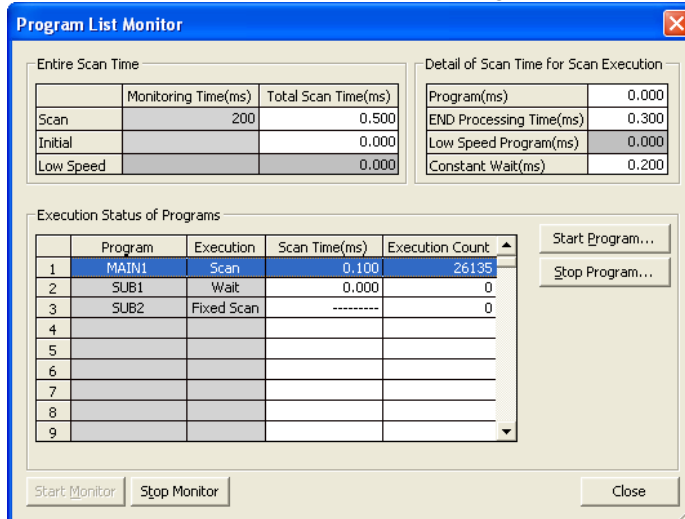 Program List Monitor
Entire Scan Time
Monitoring Time(ms) Total Scan Time(ms)
Scan 200 0.500
Initial 0.000
Low Speed 0.000
Detail of Scan Time for Scan Execution
Program(ms) 0.000
END Processing Time(ms) 0.300
Low Speed Program(ms) 0.000
Constant Wait(ms) 0.200
Execution Status of Programs
Program Execution Scan Time(ms) Execution Count
1 MAIN1 Scan 0.100 26135
2 SUB1 Wait 0.000 0
3 SUB2 Fixed Scan --------- 0
4
5
6
7
8
9
Start Program...
Stop Program...
Start Monitor Stop Monitor Close